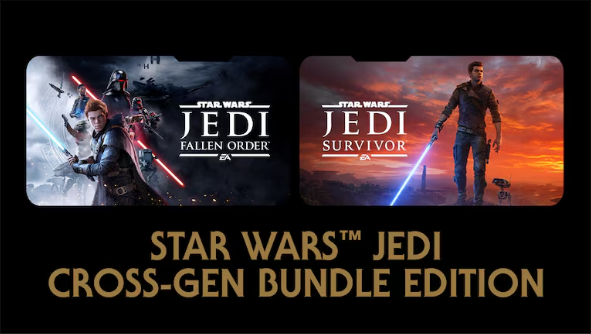 STAR WARS
JEDI
FALLEN ORDER
EA
STAR WARS
JEDI
SURVIVOR
EA
STAR WARS™ JEDI
CROSS-GEN BUNDLE EDITION